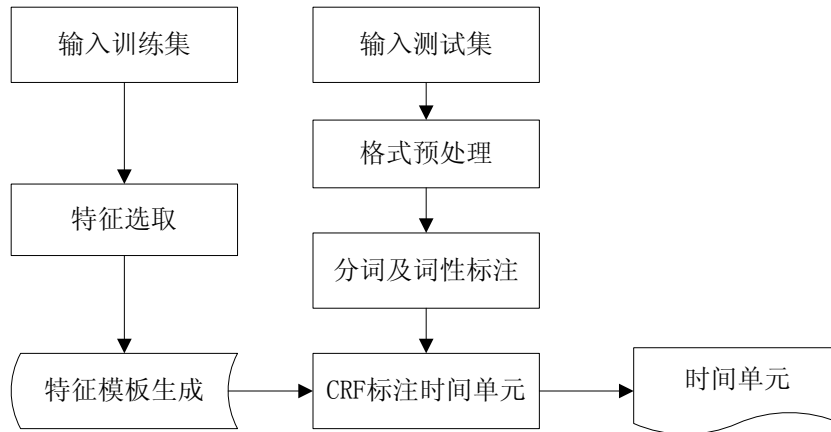 输入训练集
输入测试集
格式预处理
特征选取
分词及词性标注
特征模板生成
CRF标注时间单元
时间单元